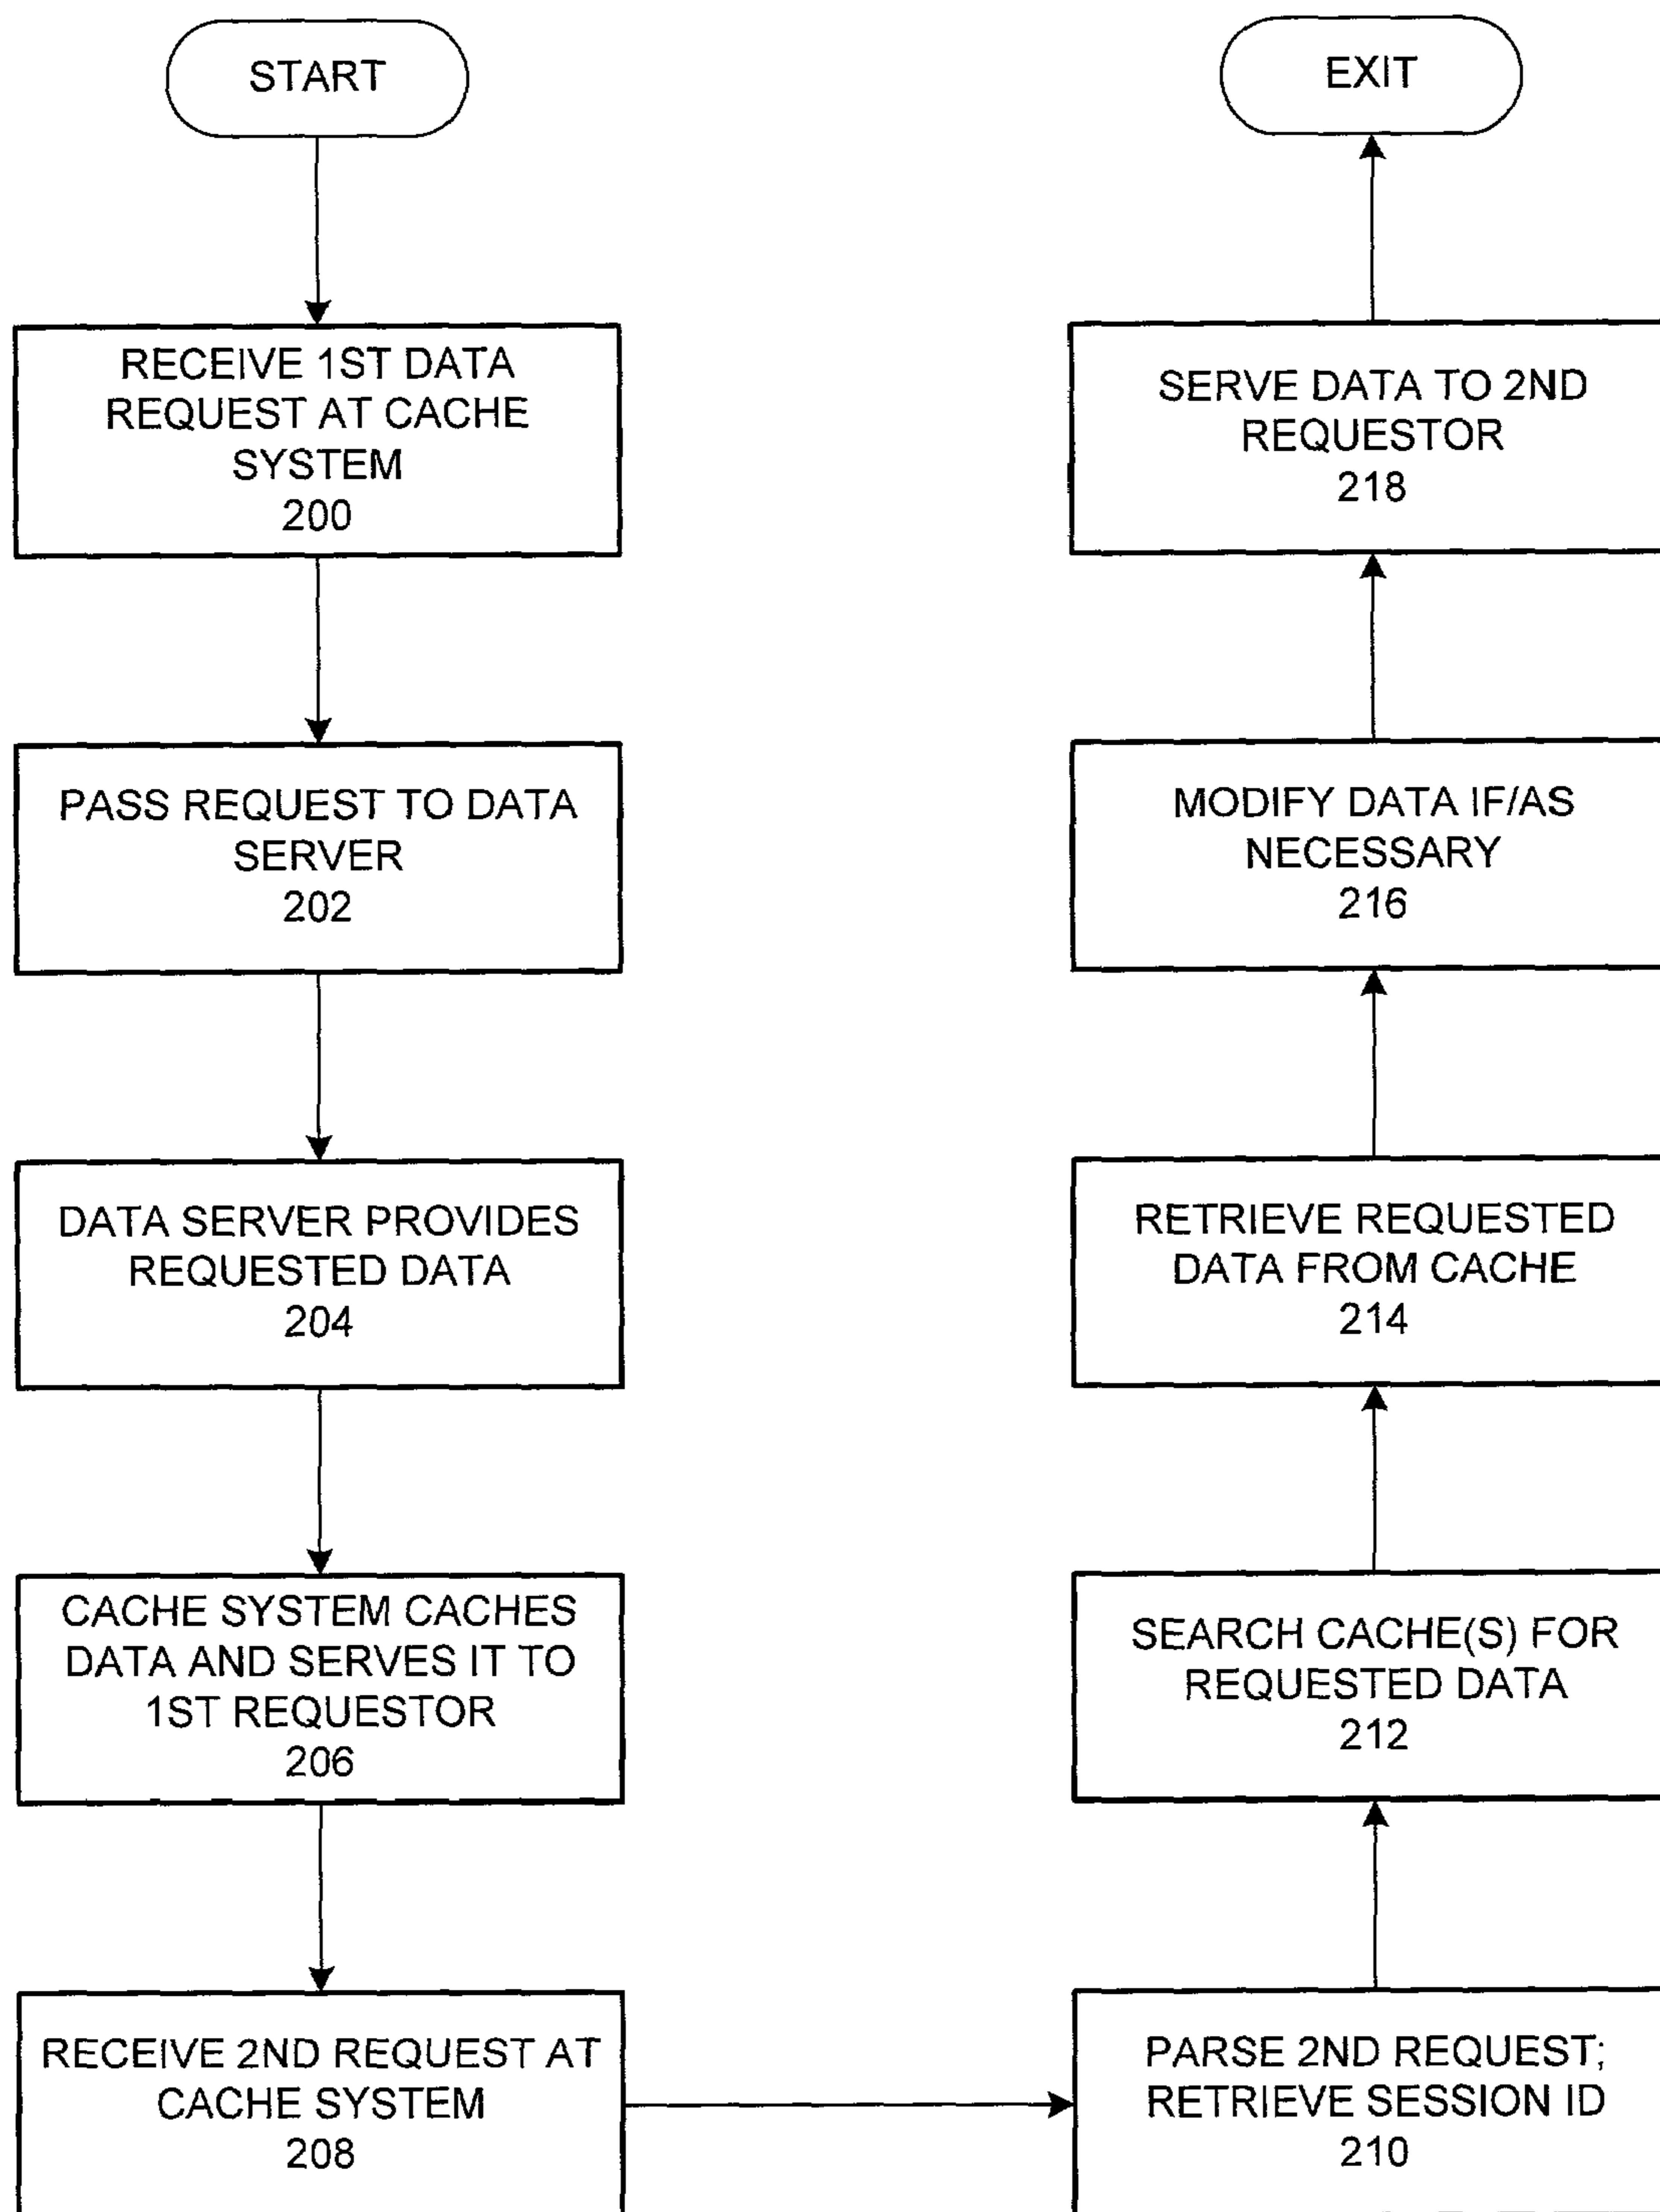 START
RECEIVE 1ST DATA
REQUEST AT CACHE
SYSTEM
200
PASS REQUEST TO DATA
SERVER
202
DATA SERVER PROVIDES
REQUESTED DATA
204
CACHE SYSTEM CACHES
DATA AND SERVES IT TO
1ST REQUESTOR
206
RECEIVE 2ND REQUEST AT
CACHE SYSTEM
208
PARSE 2ND REQUEST;
RETRIEVE SESSION ID
210
SEARCH CACHE(S) FOR
REQUESTED DATA
212
RETRIEVE REQUESTED
DATA FROM CACHE
214
MODIFY DATA IF/AS
NECESSARY
216
SERVE DATA TO 2ND
REQUESTOR
218
EXIT